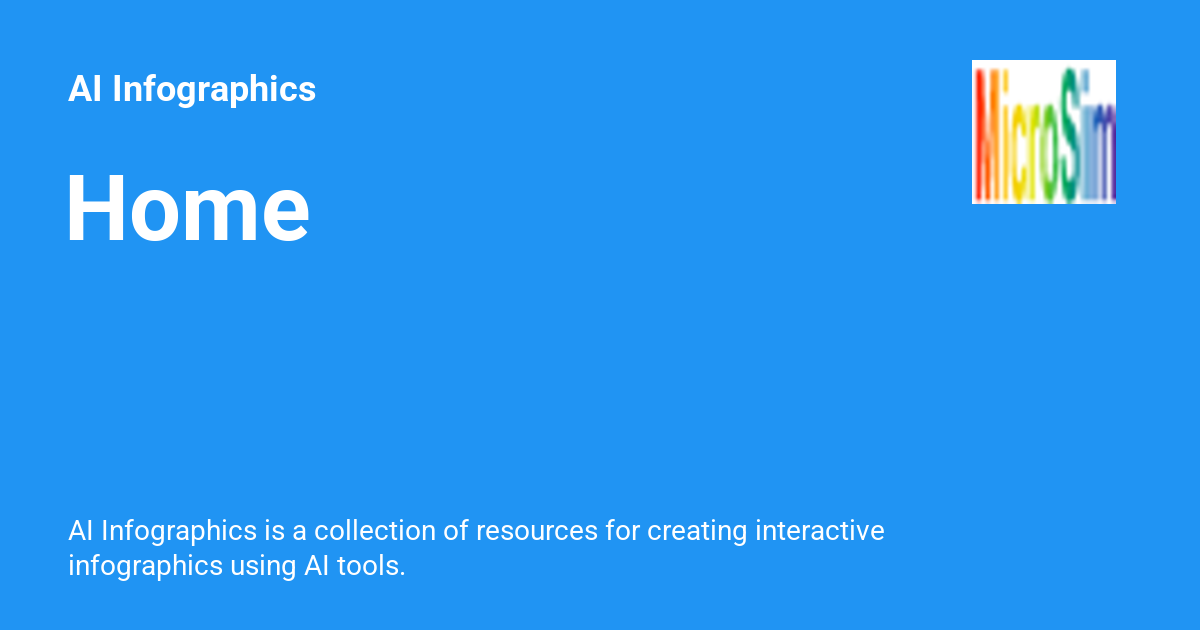 AI Infographics
MicroSim
Home
AI Infographics is a collection of resources for creating interactive
infographics using AI tools.